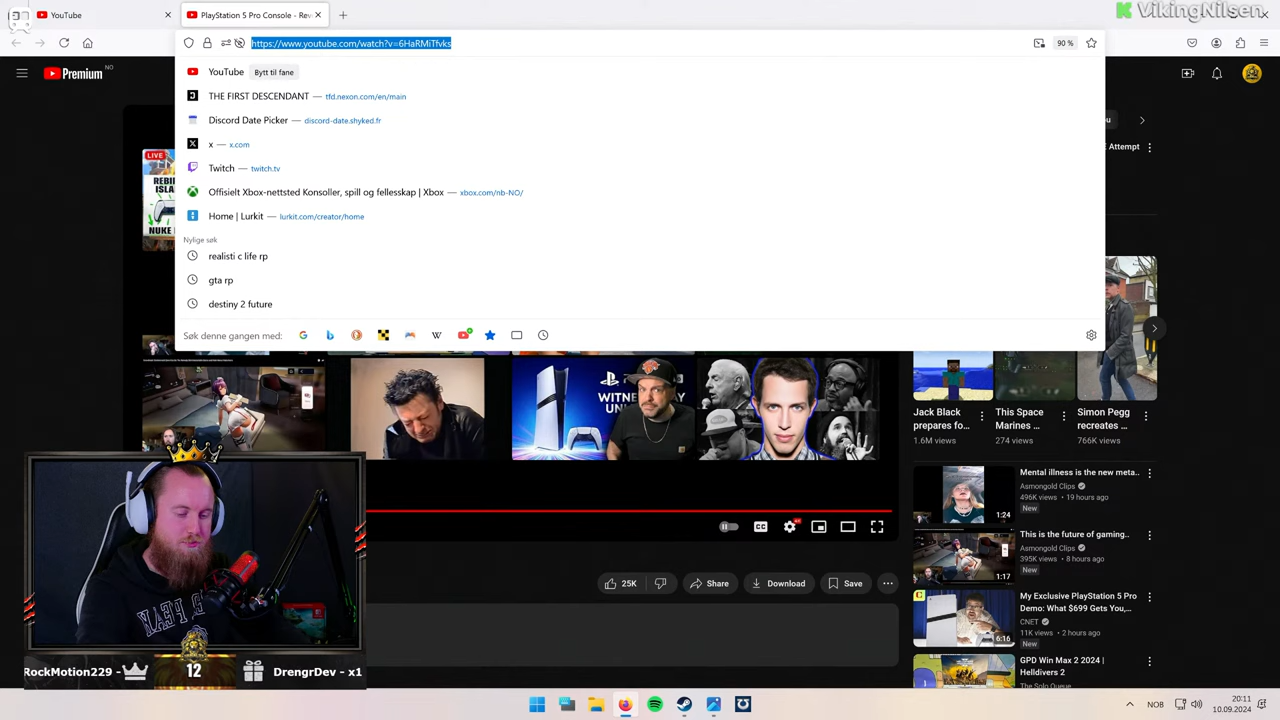 YouTube
PlayStation 5 Pro Console - Rev
VikingNilsen
https://www.youtube.com/watch?v=6HaRMiTfvks
90 %
Premium
NO
YouTube
Bytt til fane
THE FIRST DESCENDANT — tfd.nexon.com/en/main
Discord Date Picker — discord-date.shyked.fr
x — x.com
Twitch — twitch.tv
Offisielt Xbox-nettsted Konsoller, spill og fellesskap | Xbox — xbox.com/nb-NO/
Home | Lurkit — lurkit.com/creator/home
Nylige søk
realisti c life rp
gta rp
destiny 2 future
Søk denne gangen med:
LIVE
REBI
ISLA
NUKE
Attempt
WITNE
UN
Jack Black
prepares fo...
1.6M views
This Space
Marines ...
274 views
Simon Pegg
recreates ...
766K views
Mental illness is the new meta..
Asmongold Clips
496K views • 19 hours ago
New
1:24
This is the future of gaming..
Asmongold Clips
395K views • 8 hours ago
New
1:17
My Exclusive PlayStation 5 Pro
Demo: What $699 Gets You,...
CNET
11K views • 2 hours ago
New
6:16
GPD Win Max 2 2024 |
Helldivers 2
The Solo Queue
25K
Share
Download
Save
RockMotion229 -
12
DrengrDev - x1
NOB
20:11
10.09.2024